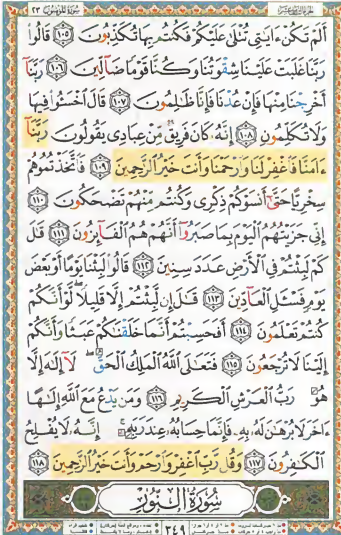 سورة المؤمنون ٢٣
أَلَمْ تَكُنْ ءَايَٰتِى تُتْلَىٰ عَلَيْكُمْ فَكُنتُم بِهَا تُكَذِّبُونَ ١٠٥ قَالُوا۟
رَبَّنَا غَلَبَتْ عَلَيْنَا شِقْوَتُنَا وَكُنَّا قَوْمًا ضَآلِّينَ ١٠٦ رَبَّنَآ
أَخْرِجْنَا مِنْهَا فَإِنْ عُدْنَا فَإِنَّا ظَٰلِمُونَ ١٠٧ قَالَ ٱخْسَـُٔوا۟ فِيهَا
وَلَا تُكَلِّمُونِ ١٠٨ إِنَّهُۥ كَانَ فَرِيقٌ مِّنْ عِبَادِى يَقُولُونَ رَبَّنَآ
ءَامَنَّا فَٱغْفِرْ لَنَا وَٱرْحَمْنَا وَأَنتَ خَيْرُ ٱلرَّٰحِمِينَ ١٠٩ فَٱتَّخَذْتُمُوهُمْ
سِخْرِيًّا حَتَّىٰٓ أَنسَوْكُمْ ذِكْرِى وَكُنتُم مِّنْهُمْ تَضْحَكُونَ ١١٠
إِنِّى جَزَيْتُهُمُ ٱلْيَوْمَ بِمَا صَبَرُوٓا۟ أَنَّهُمْ هُمُ ٱلْفَآئِزُونَ ١١١ قَٰلَ
كَمْ لَبِثْتُمْ فِى ٱلْأَرْضِ عَدَدَ سِنِينَ ١١٢ قَالُوا۟ لَبِثْنَا يَوْمًا أَوْ بَعْضَ
يَوْمٍ فَسْـَٔلِ ٱلْعَآدِّينَ ١١٣ قَٰلَ إِن لَّبِثْتُمْ إِلَّا قَلِيلًا ۖ لَّوْ أَنَّكُمْ
كُنتُمْ تَعْلَمُونَ ١١٤ أَفَحَسِبْتُمْ أَنَّمَا خَلَقْنَٰكُمْ عَبَثًا وَأَنَّكُمْ
إِلَيْنَا لَا تُرْجَعُونَ ١١٥ فَتَعَٰلَى ٱللَّهُ ٱلْمَلِكُ ٱلْحَقُّ ۖ لَآ إِلَٰهَ إِلَّا
هُوَ رَبُّ ٱلْعَرْشِ ٱلْكَرِيمِ ١١٦ وَمَن يَدْعُ مَعَ ٱللَّهِ إِلَٰهًا
ءَاخَرَ لَا بُرْهَٰنَ لَهُۥ بِهِۦ فَإِنَّمَا حِسَابُهُۥ عِندَ رَبِّهِۦٓ ۚ إِنَّهُۥ لَا يُفْلِحُ
ٱلْكَٰفِرُونَ ١١٧ وَقُل رَّبِّ ٱغْفِرْ وَٱرْحَمْ وَأَنتَ خَيْرُ ٱلرَّٰحِمِينَ ١١٨
سُورَةُ النُّورِ
٣٤٩